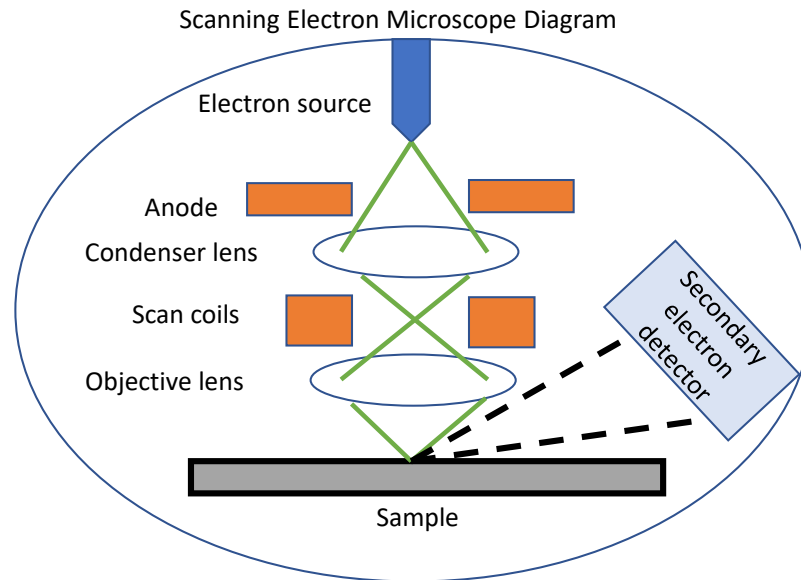 Scanning Electron Microscope Diagram
Electron source
Anode
Condenser lens
Scan coils
Objective lens
Secondary
electron
detector
Sample